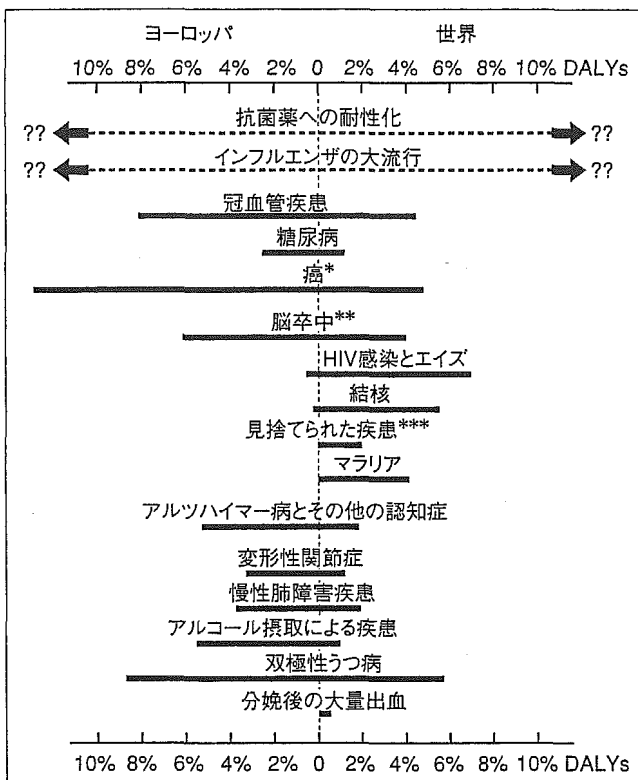 ヨーロッパ 世界
10% 8% 6% 4% 2% 0 2% 4% 6% 8% 10% DALYs
抗菌薬への耐性化
?? ??
インフルエンザの大流行
?? ??
冠血管疾患
糖尿病
癌*
脳卒中**
HIV感染とエイズ
結核
見捨てられた疾患***
マラリア
アルツハイマー病とその他の認知症
変形性関節症
慢性肺障害疾患
アルコール摂取による疾患
双極性うつ病
分娩後の大量出血
10% 8% 6% 4% 2% 0 2% 4% 6% 8% 10% DALYs